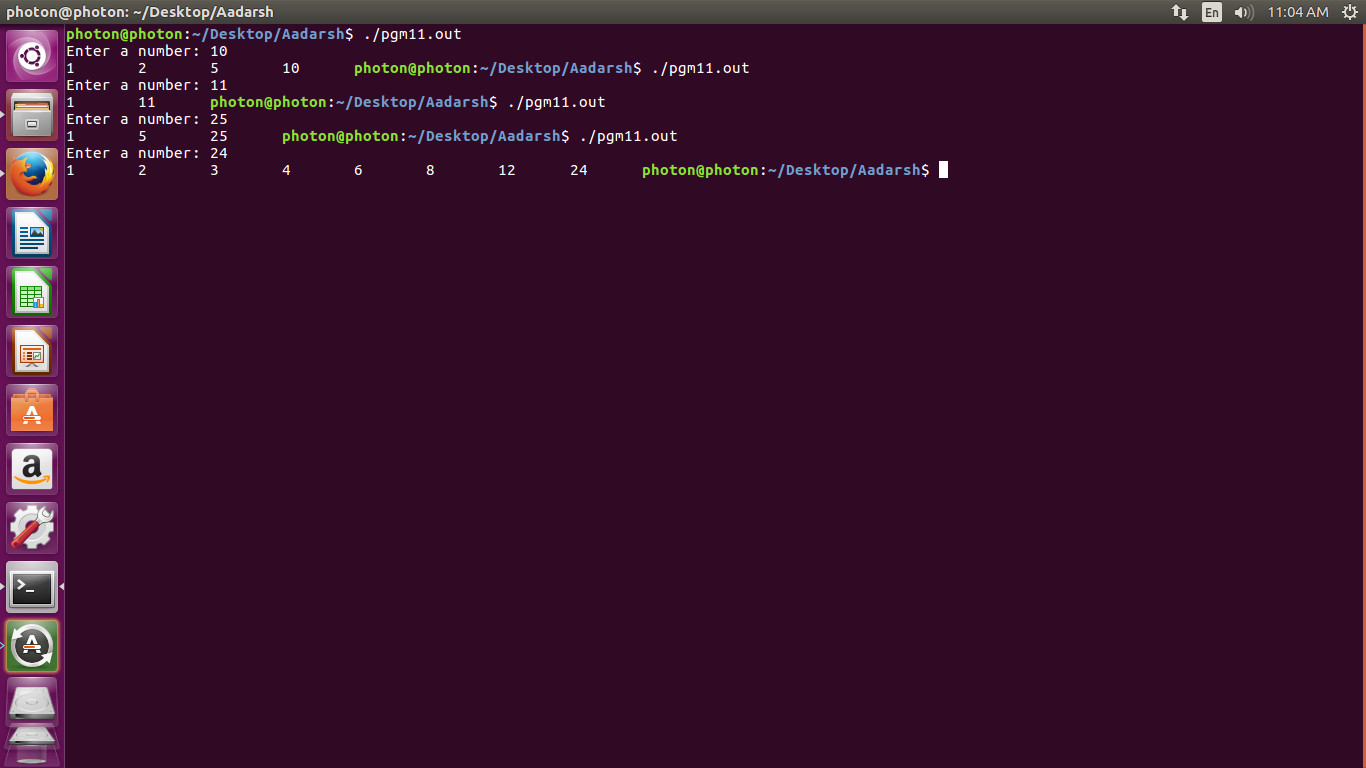 photon@photon: ~/Desktop/Aadarsh
En
11:04 AM
photon@photon:~/Desktop/Aadarsh$ ./pgm11.out
Enter a number: 10
1	2	5	10	photon@photon:~/Desktop/Aadarsh$ ./pgm11.out
Enter a number: 11
1	11	photon@photon:~/Desktop/Aadarsh$ ./pgm11.out
Enter a number: 25
1	5	25	photon@photon:~/Desktop/Aadarsh$ ./pgm11.out
Enter a number: 24
1	2	3	4	6	8	12	24	photon@photon:~/Desktop/Aadarsh$
a
>_